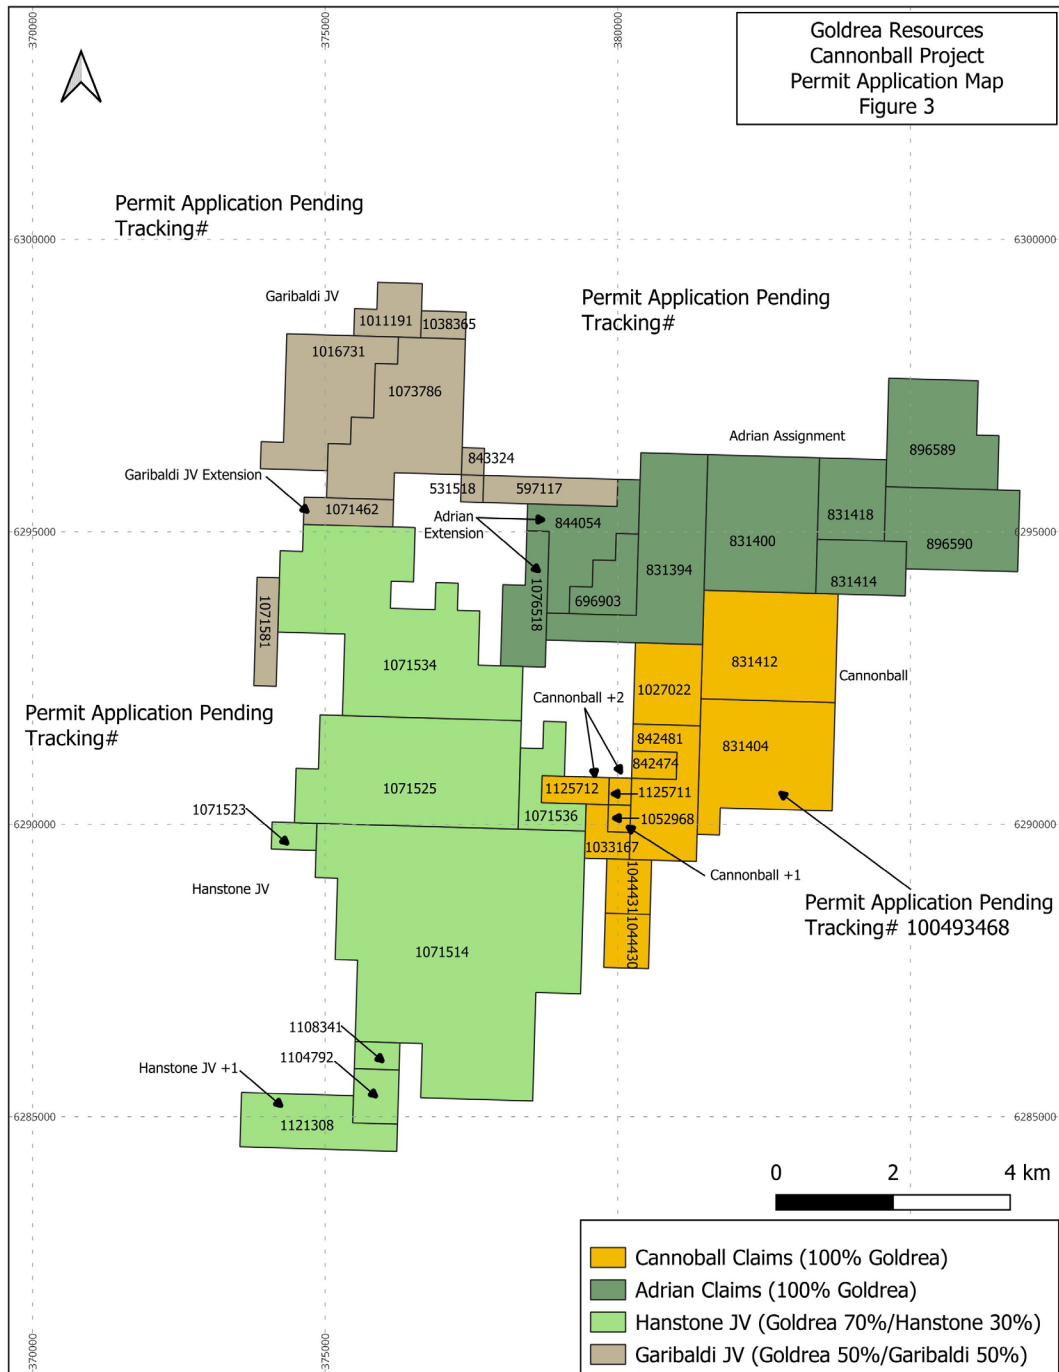 370000
375000
380000
Goldrea Resources
Cannonball Project
Permit Application Map
Figure 3
Permit Application Pending
Tracking#
6300000
6300000
Garibaldi JV
Permit Application Pending
Tracking#
1011191
1038365
1016731
1073786
Adrian Assignment
896589
843324
Garibaldi JV Extension
531518
597117
1071462
Adrian
Extension
844054
831418
6295000
6295000
831400
896590
831394
831414
1076518
696903
1071581
1071534
831412
Cannonball
1027022
Cannonball +2
Permit Application Pending
Tracking#
842481
831404
842474
1125712
1125711
1071525
1071523
1071536
1052968
6290000
6290000
1033167
Cannonball +1
Hanstone JV
1044431
Permit Application Pending
Tracking# 100493468
1071514
1044430
1108341
1104792
Hanstone JV +1
6285000
6285000
1121308
0
2
4 km
Cannoball Claims (100% Goldrea)
Adrian Claims (100% Goldrea)
Hanstone JV (Goldrea 70%/Hanstone 30%)
Garibaldi JV (Goldrea 50%/Garibaldi 50%)
370000
375000